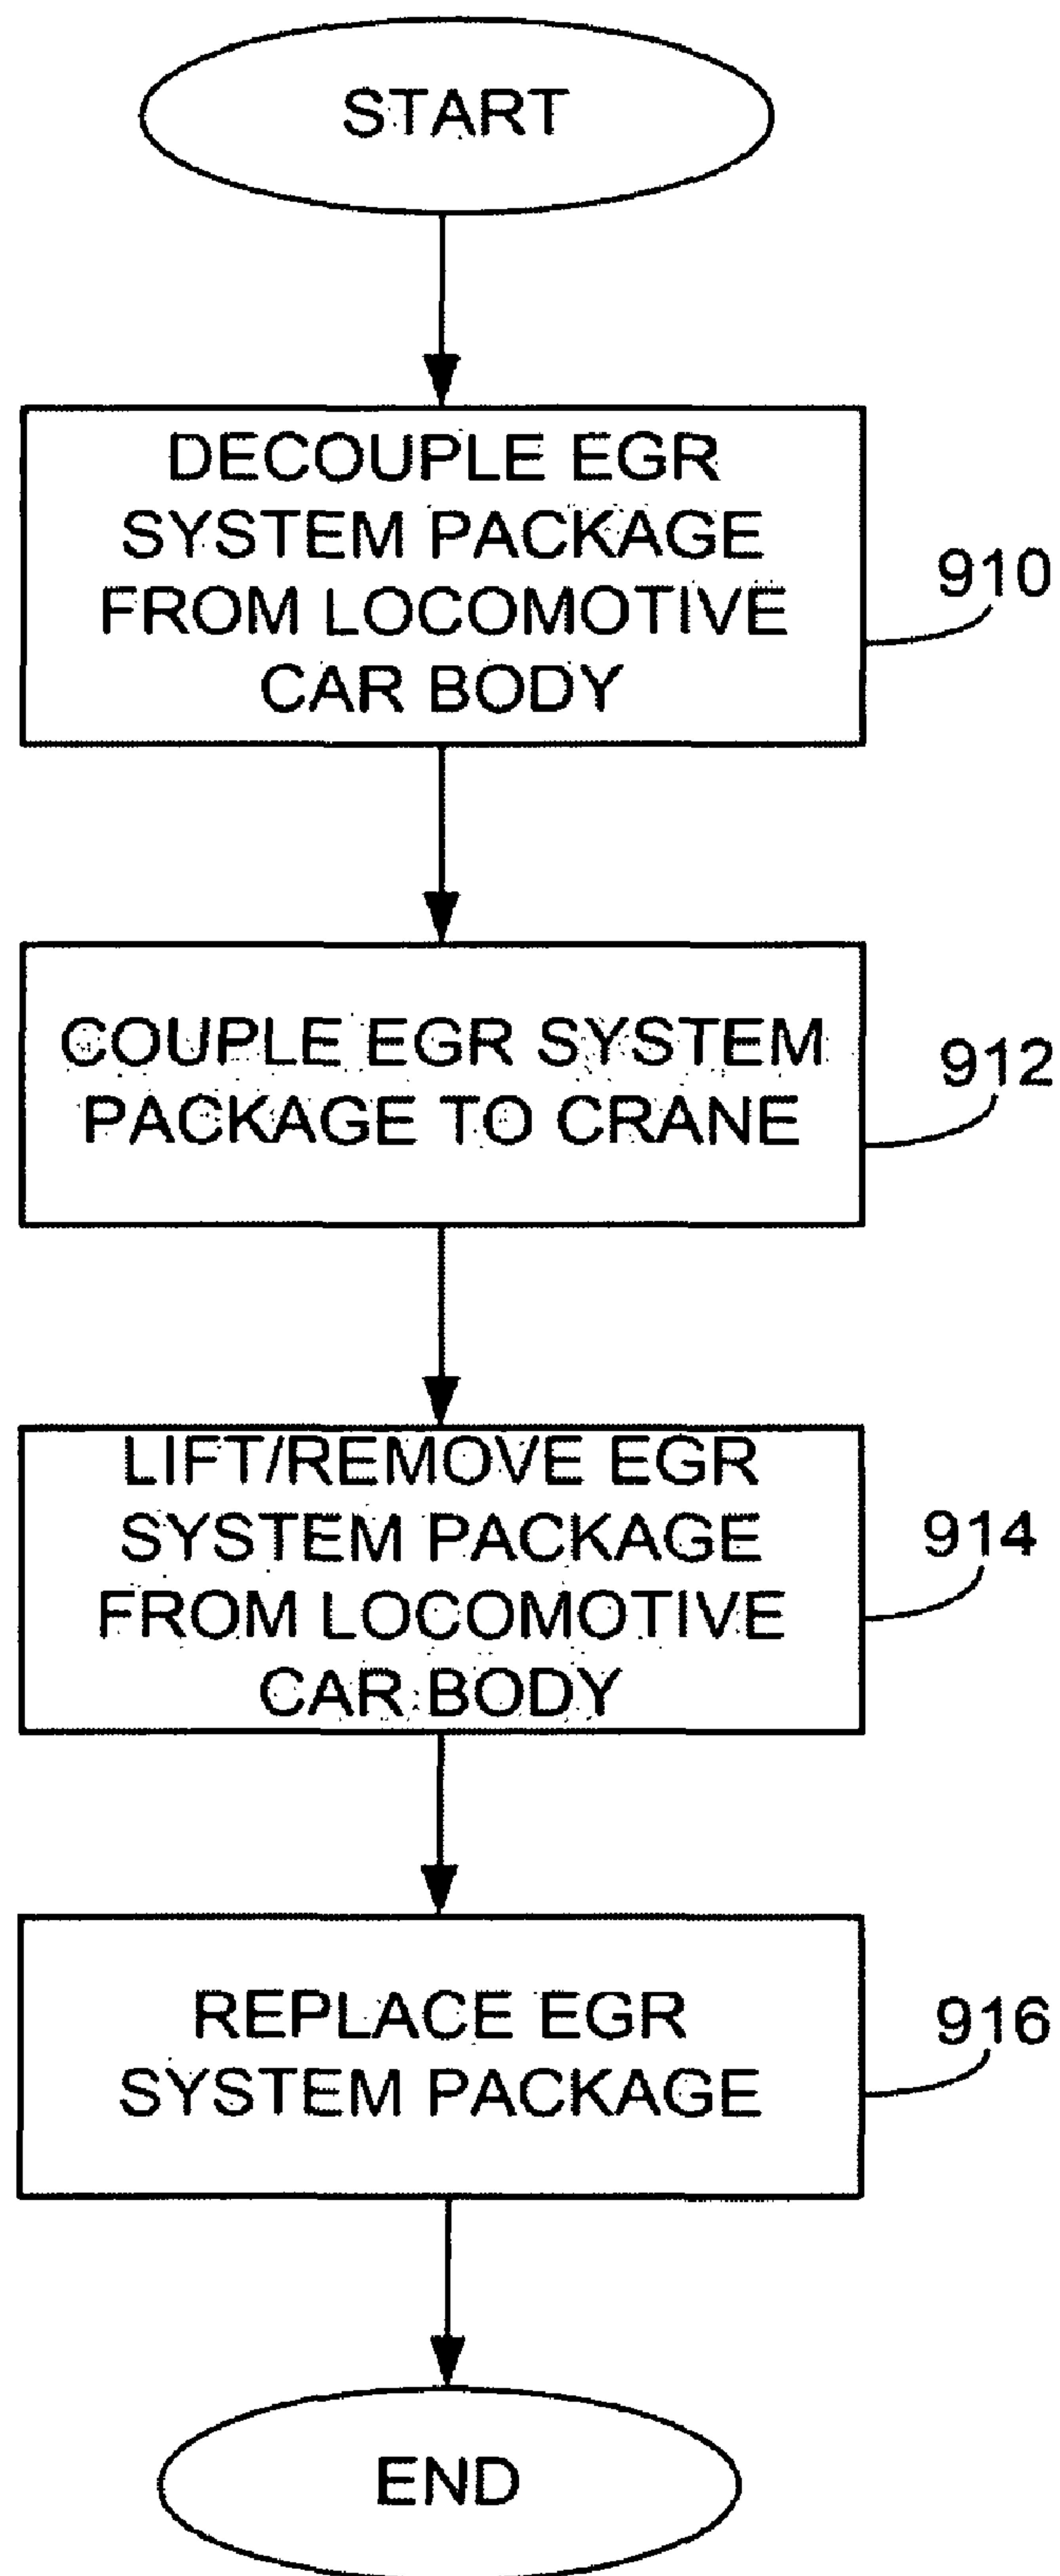 START
DECOUPLE EGR
SYSTEM PACKAGE
FROM LOCOMOTIVE
CAR BODY
910
COUPLE EGR SYSTEM
PACKAGE TO CRANE
912
LIFT/REMOVE EGR
SYSTEM PACKAGE
FROM LOCOMOTIVE
CAR BODY
914
REPLACE EGR
SYSTEM PACKAGE
916
END